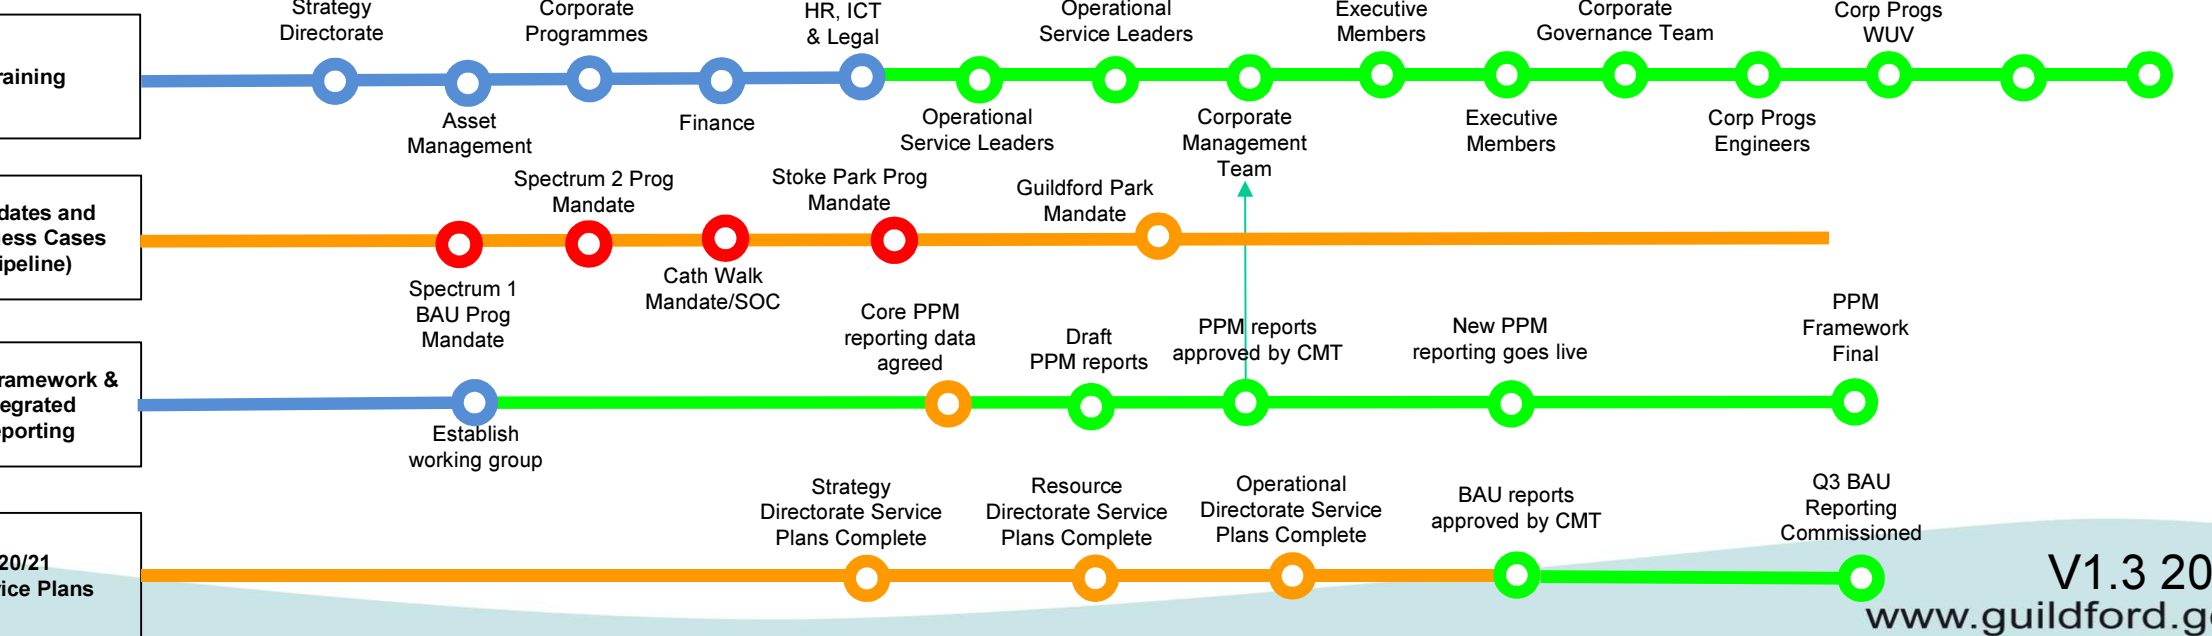 Strategy
Directorate
Corporate
Programmes
HR, ICT
& Legal
Operational
Service Leaders
Executive
Members
Corporate
Governance Team
Corp Progs
WUV
raining
Asset
Management
Finance
Operational
Service Leaders
Corporate
Management
Team
Executive
Members
Corp Progs
Engineers
dates and
ess Cases
ipeline)
Spectrum 2 Prog
Mandate
Stoke Park Prog
Mandate
Guildford Park
Mandate
Spectrum 1
BAU Prog
Mandate
Cath Walk
Mandate/SOC
ramework &
egrated
porting
Core PPM
reporting data
agreed
Draft
PPM reports
PPM reports
approved by CMT
New PPM
reporting goes live
PPM
Framework
Final
Establish
working group
20/21
ice Plans
Strategy
Directorate Service
Plans Complete
Resource
Directorate Service
Plans Complete
Operational
Directorate Service
Plans Complete
BAU reports
approved by CMT
Q3 BAU
Reporting
Commissioned
V1.3 20
www.guildford.g